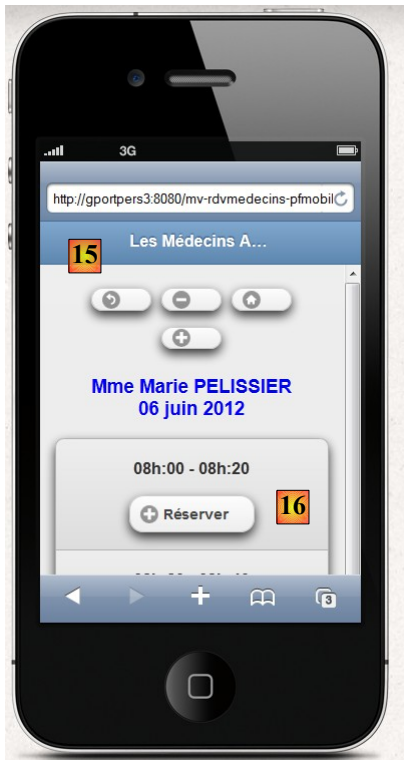 3G
http://gportpers3:8080/mv-rdvmedecins-pfmobil
Les Médecins A...
15
Mme Marie PELISSIER
06 juin 2012
08h:00 - 08h:20
Réserver
16
3